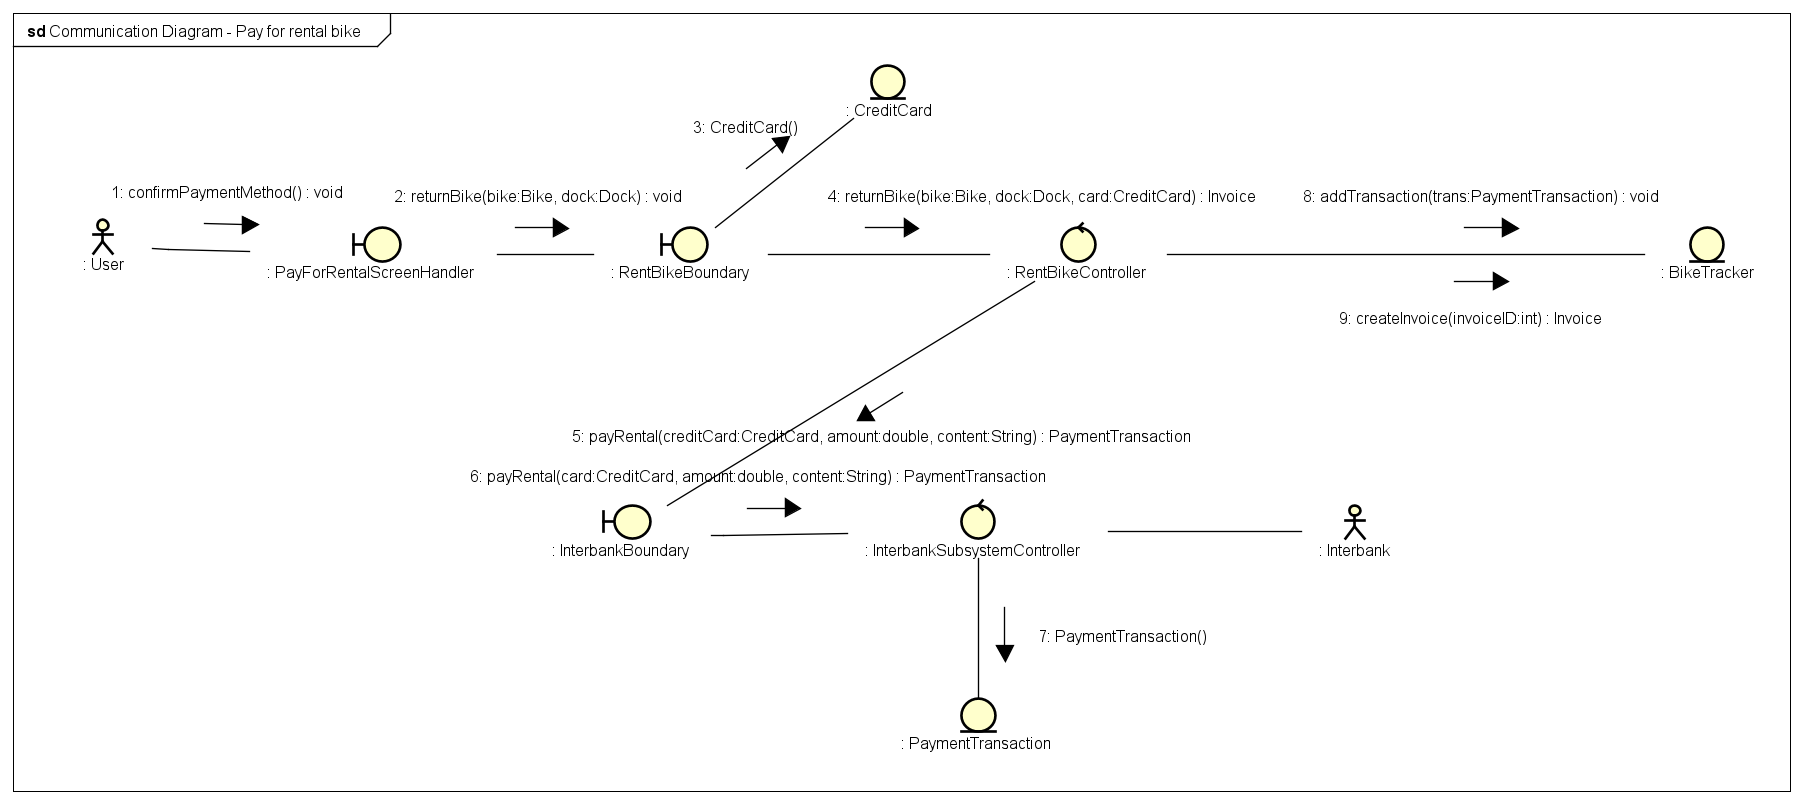 sd Communication Diagram - Pay for rental bike
: CreditCard
3: CreditCard()
1: confirmPaymentMethod() : void
2: returnBike(bike:Bike, dock:Dock) : void
4: returnBike(bike:Bike, dock:Dock, card:CreditCard) : Invoice
8: addTransaction(trans:PaymentTransaction) : void
: User
: PayForRentalScreenHandler
: RentBikeBoundary
: RentBikeController
: BikeTracker
9: createInvoice(invoiceID:int) : Invoice
5: payRental(creditCard:CreditCard, amount:double, content:String) : PaymentTransaction
6: payRental(card:CreditCard, amount:double, content:String) : PaymentTransaction
: InterbankBoundary
: InterbankSubsystemController
: Interbank
7: PaymentTransaction()
: PaymentTransaction